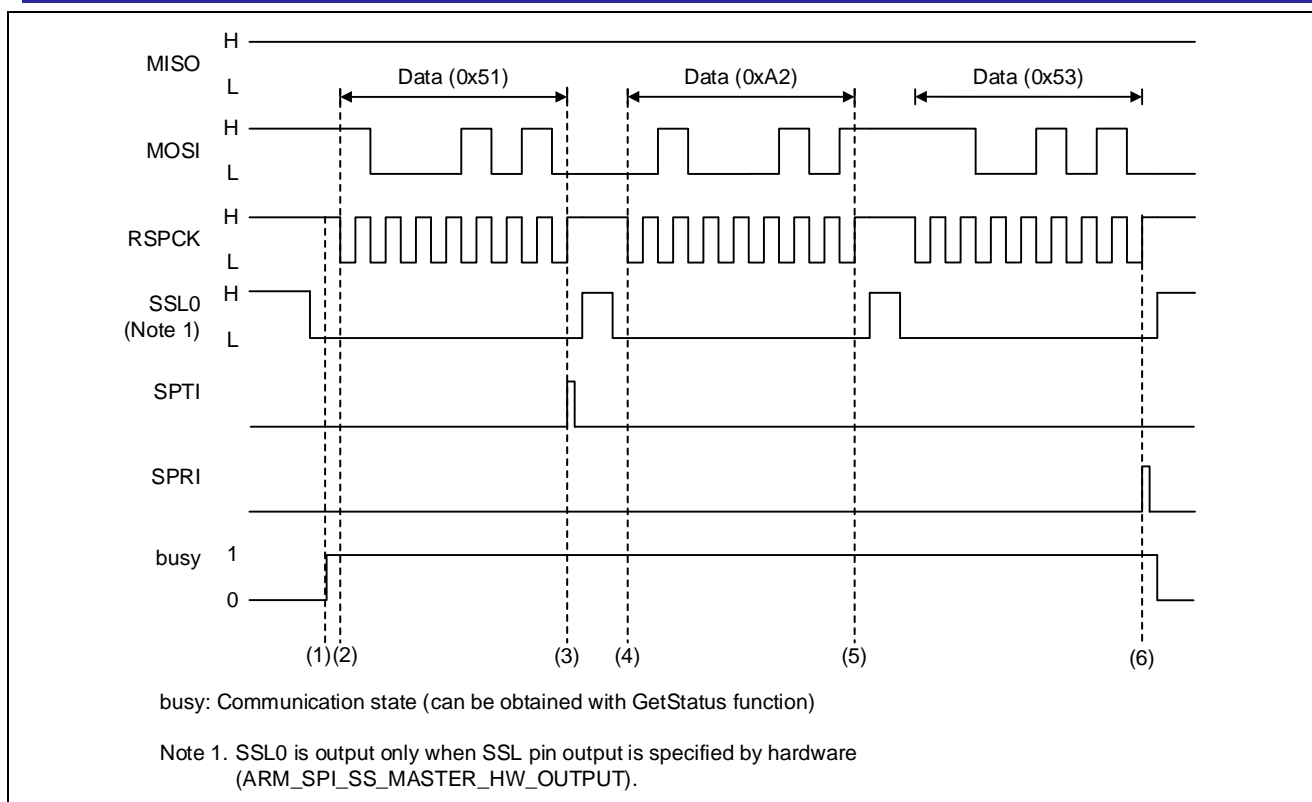 H
MISO
L
Data (0x51) Data (0xA2) Data (0x53)
H
MOSI
L
H
RSPCK
L
H
SSL0
(Note 1)
L
SPTI
SPRI
busy 1
0
(1) (2) (3) (4) (5) (6)
busy: Communication state (can be obtained with GetStatus function)
Note 1. SSL0 is output only when SSL pin output is specified by hardware
(ARM_SPI_SS_MASTER_HW_OUTPUT).